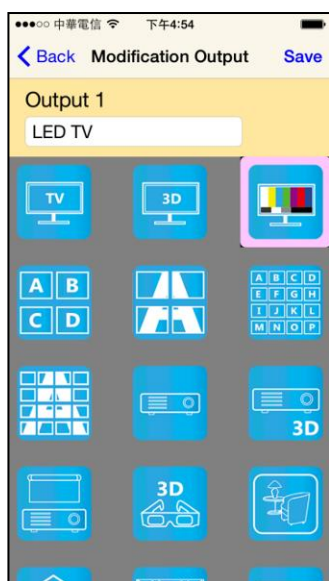 中華電信 下午4:54
Back Modification Output Save
Output 1
LED TV
TV 3D
A B A B C D
E F G H
C D I J K L
M N O P
3D
3D